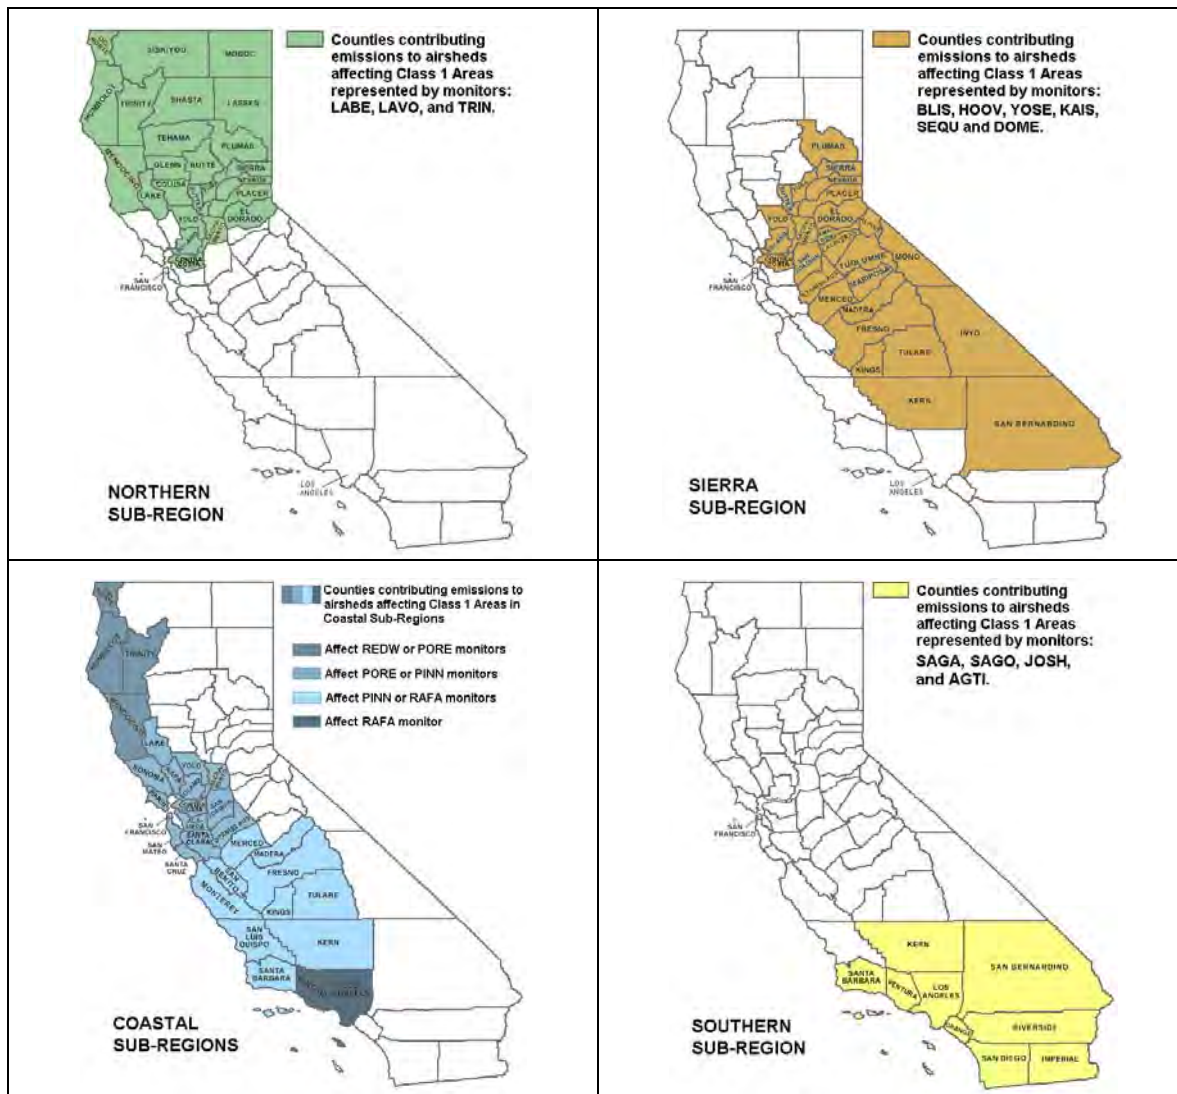 Counties contributing
emissions to airsheds
affecting Class 1 Areas
represented by monitors:
LABE, LAVO, and TRIN.
SISKIYOU
MODOC
HUMBOLDT
TRINITY
SHASTA
LASSEN
TEHAMA
PLUMAS
MENDOCINO
GLENN
BUTTE
SIERRA
COLUSA
NEVADA
LAKE
PLACER
YOLO
EL
DORADO
SAN
FRANCISCO
LOS
ANGELES
NORTHERN
SUB-REGION
Counties contributing
emissions to airsheds
affecting Class 1 Areas
represented by monitors:
BLIS, HOOV, YOSE, KAIS,
SEQU and DOME.
PLUMAS
SIERRA
NEVADA
PLACER
YOLO
EL
DORADO
MONO
TUOLUMNE
MARIPOSA
MERCED
MADERA
FRESNO
INYO
TULARE
KINGS
KERN
SAN BERNARDINO
SAN
FRANCISCO
LOS
ANGELES
SIERRA
SUB-REGION
Counties contributing emissions to
airsheds affecting Class 1 Areas in
Coastal Sub-Regions
Affect REDW or PORE monitors
Affect PORE or PINN monitors
Affect PINN or RAFA monitors
Affect RAFA monitor
HUMBOLDT
TRINITY
MENDOCINO
LAKE
SONOMA
YOLO
SAN
FRANCISCO
SAN
MATEO
SANTA
CLARA
SANTA
CRUZ
MERCED
MADERA
SAN
BENITO
FRESNO
MONTEREY
TULARE
KINGS
SAN
LUIS
OBISPO
KERN
SANTA
BARBARA
COASTAL
SUB-REGIONS
Counties contributing
emissions to airsheds
affecting Class 1 Areas
represented by monitors:
SAGA, SAGO, JOSH,
and AGTI.
SAN
FRANCISCO
KERN
SAN BERNARDINO
SANTA
BARBARA
VENTURA
LOS
ANGELES
ORANGE
RIVERSIDE
SAN DIEGO
IMPERIAL
SOUTHERN
SUB-REGION